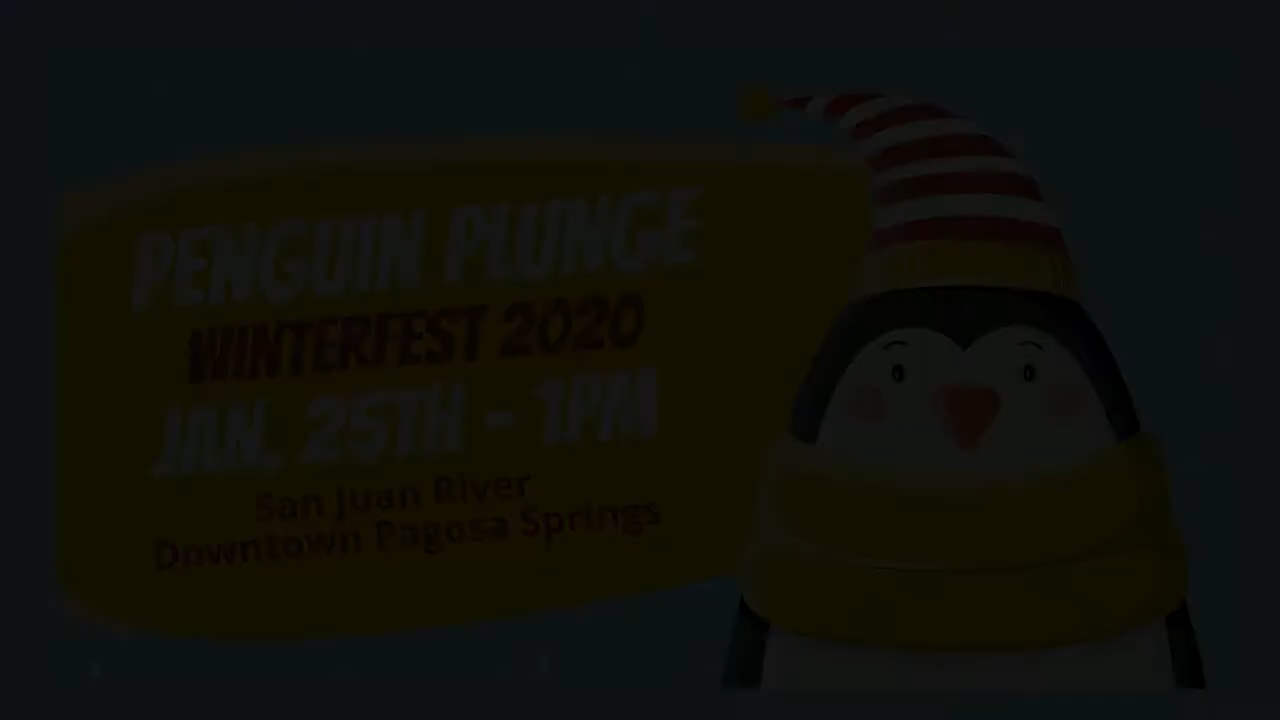 PENGUIN PLUNGE
WINTERFEST 2020
JAN. 25TH - 1PM
San Juan River
Downtown Pagosa Springs